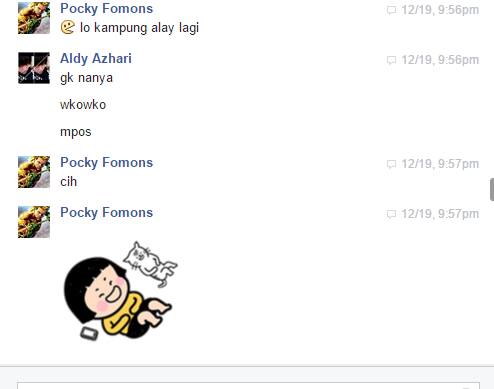 Pocky Fomons 12/19, 9:56pm
lo kampung alay lagi
Aldy Azhari 12/19, 9:56pm
gk nanya
wkowko
mpos
Pocky Fomons 12/19, 9:57pm
cih
Pocky Fomons 12/19, 9:57pm